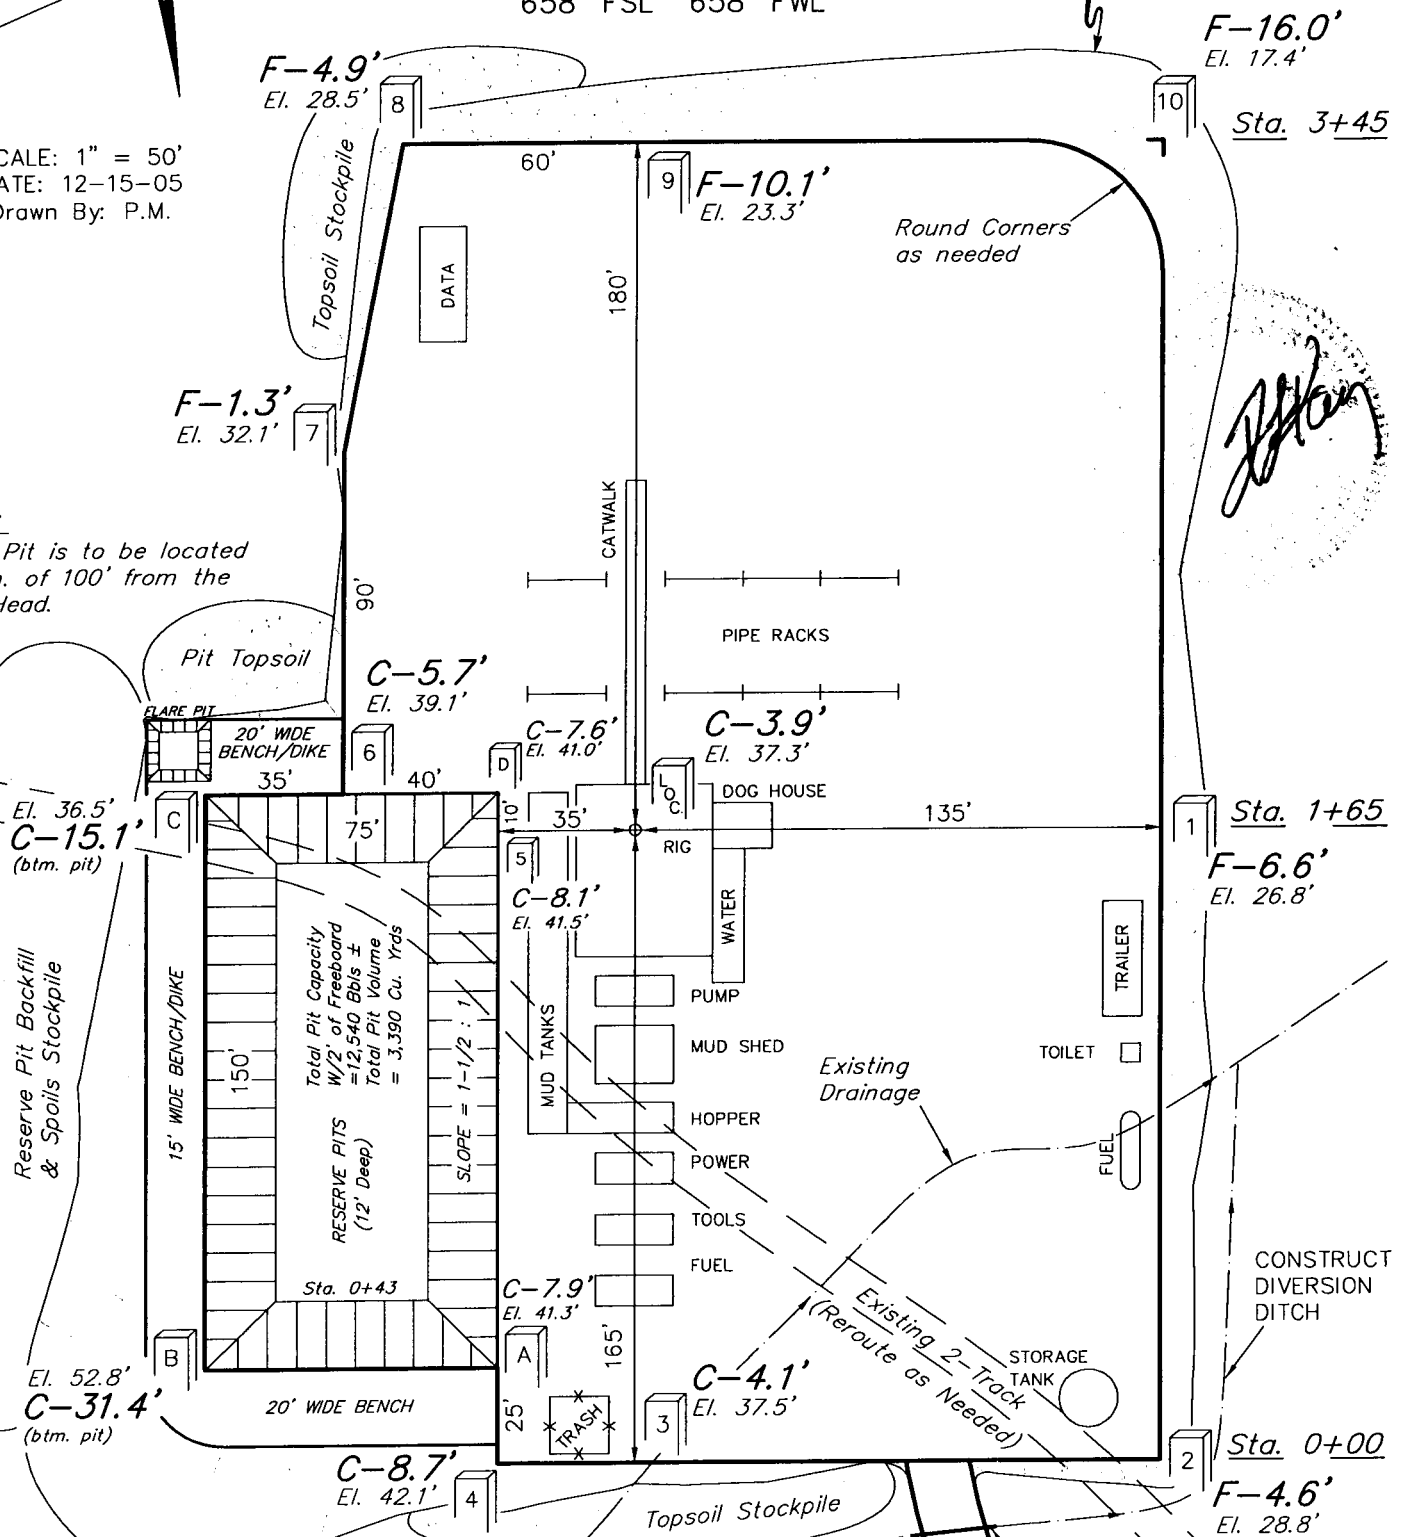 658' FSL 658' FWL
F-16.0'
El. 17.4'
F-4.9'
El. 28.5'
8
10
Sta. 3+45
SCALE: 1" = 50'
DATE: 12-15-05
Drawn By: P.M.
60'
9
F-10.1'
El. 23.3'
Round Corners
as needed
Topsoil Stockpile
DATA
180'
F-1.3'
El. 32.1'
7
CATWALK
Pit is to be located
of 100' from the
Head.
90'
PIPE RACKS
Pit Topsoil
C-5.7'
El. 39.1'
FLARE PIT
20' WIDE
BENCH/DIKE
6
C-7.6'
El. 41.0'
D
C-3.9'
El. 37.3'
LOC.
35'
40'
10'
DOG HOUSE
El. 36.5'
C-15.1'
(btm. pit)
C
75'
35'
RIG
135'
1
Sta. 1+65
F-6.6'
El. 26.8'
5
C-8.1'
El. 41.5'
WATER
TRAILER
Reserve Pit Backfill
& Spoils Stockpile
15' WIDE BENCH/DIKE
150'
Total Pit Capacity
W/2' of Freeboard
=12,540 Bbls ±
Total Pit Volume
= 3,390 Cu. Yrds
RESERVE PITS
(12' Deep)
SLOPE = 1-1/2 : 1
MUD TANKS
PUMP
MUD SHED
TOILET
Existing
Drainage
HOPPER
POWER
FUEL
TOOLS
FUEL
Sta. 0+43
C-7.9'
El. 41.3'
CONSTRUCT
DIVERSION
DITCH
Existing 2-Track
(Reroute as Needed)
B
A
165'
STORAGE
TANK
El. 52.8'
C-31.4'
(btm. pit)
20' WIDE BENCH
25'
TRASH
3
C-4.1'
El. 37.5'
2
Sta. 0+00
C-8.7'
El. 42.1'
4
Topsoil Stockpile
F-4.6'
El. 28.8'